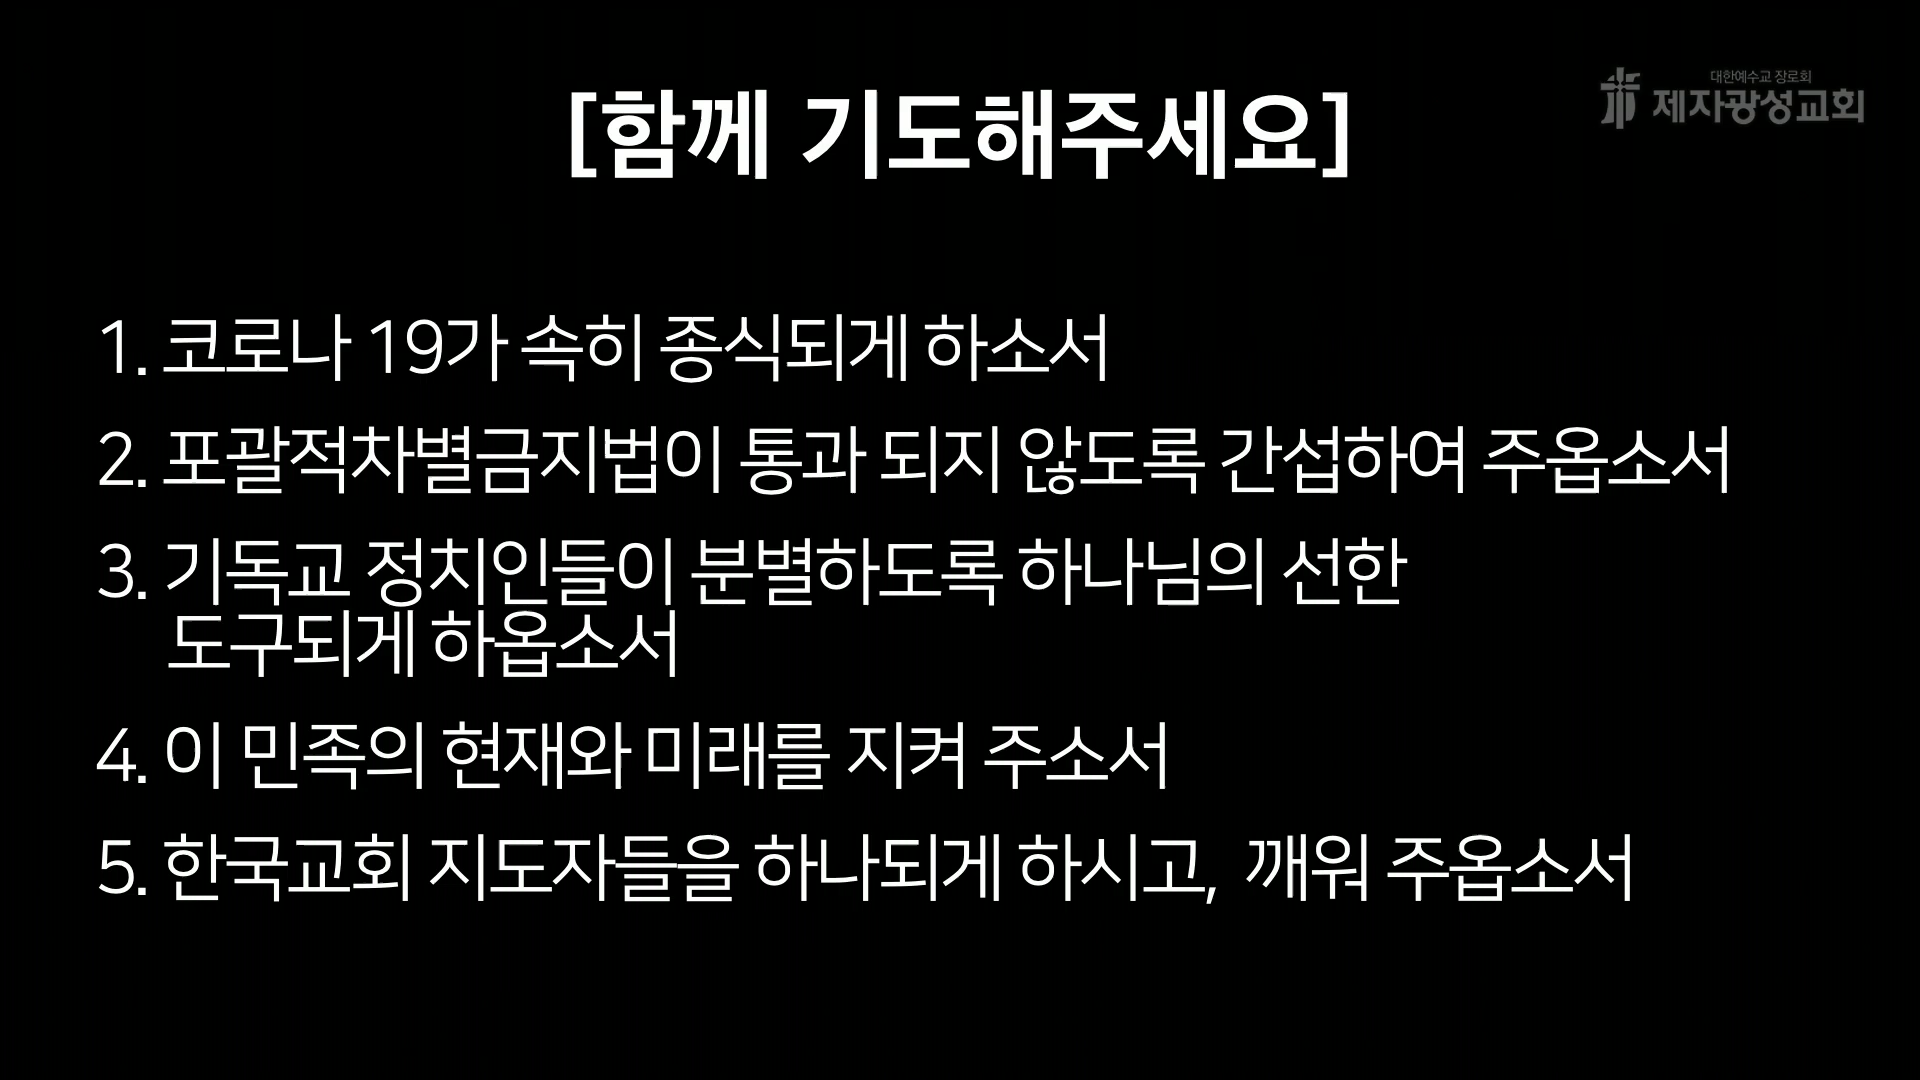 대한예수교 장로회
제자광성교회
[함께 기도해주세요]
1. 코로나 19가 속히 종식되게 하소서
2. 포괄적차별금지법이 통과 되지 않도록 간섭하여 주옵소서
3. 기독교 정치인들이 분별하도록 하나님의 선한
도구되게 하옵소서
4. 이 민족의 현재와 미래를 지켜 주소서
5. 한국교회 지도자들을 하나되게 하시고, 깨워 주옵소서